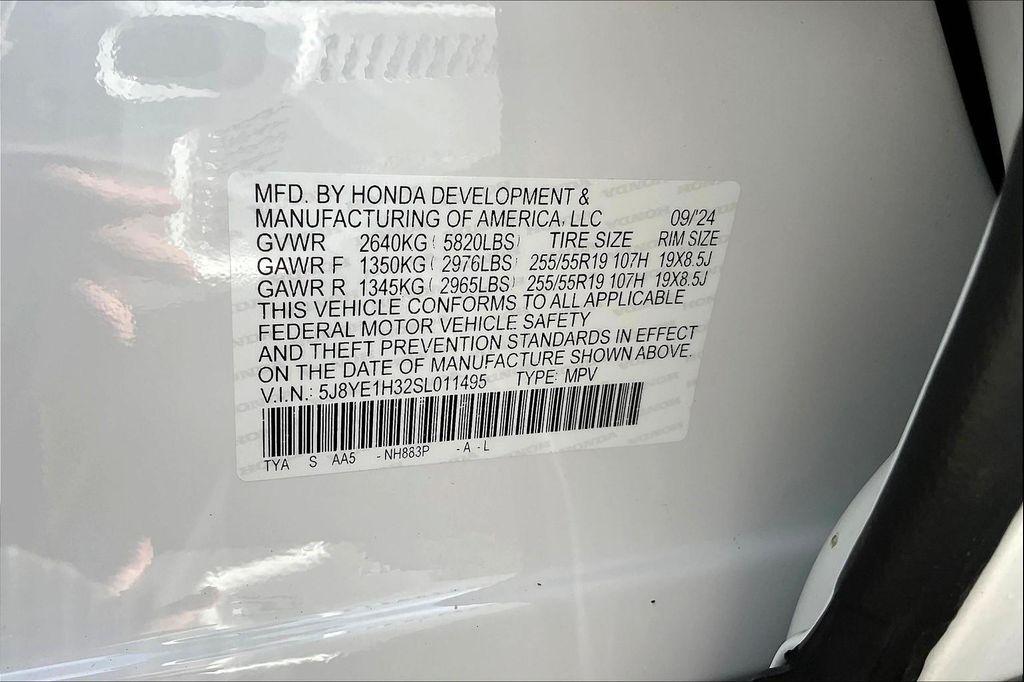 MFD. BY HONDA DEVELOPMENT &
MANUFACTURING OF AMERICA, LLC 09/'24
GVWR 2640KG ( 5820LBS) TIRE SIZE RIM SIZE
GAWR F 1350KG ( 2976LBS) 255/55R19 107H 19X8.5J
GAWR R 1345KG ( 2965LBS) 255/55R19 107H 19X8.5J
THIS VEHICLE CONFORMS TO ALL APPLICABLE
FEDERAL MOTOR VEHICLE SAFETY
AND THEFT PREVENTION STANDARDS IN EFFECT
ON THE DATE OF MANUFACTURE SHOWN ABOVE.
V.I.N.: 5J8YE1H32SL011495 TYPE: MPV
TYA S AA5 -NH883P -A -L